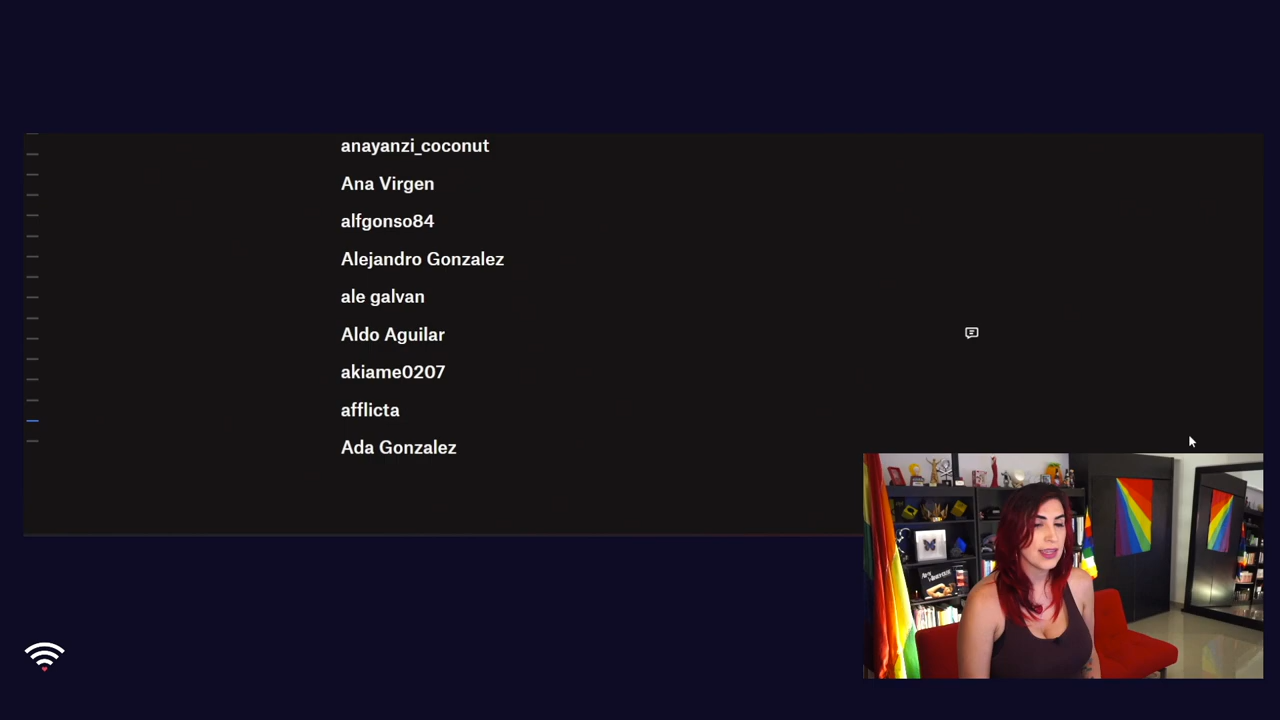 anayanzi_coconut
Ana Virgen
alfgonso84
Alejandro Gonzalez
ale galvan
Aldo Aguilar
akiame0207
afflicta
Ada Gonzalez